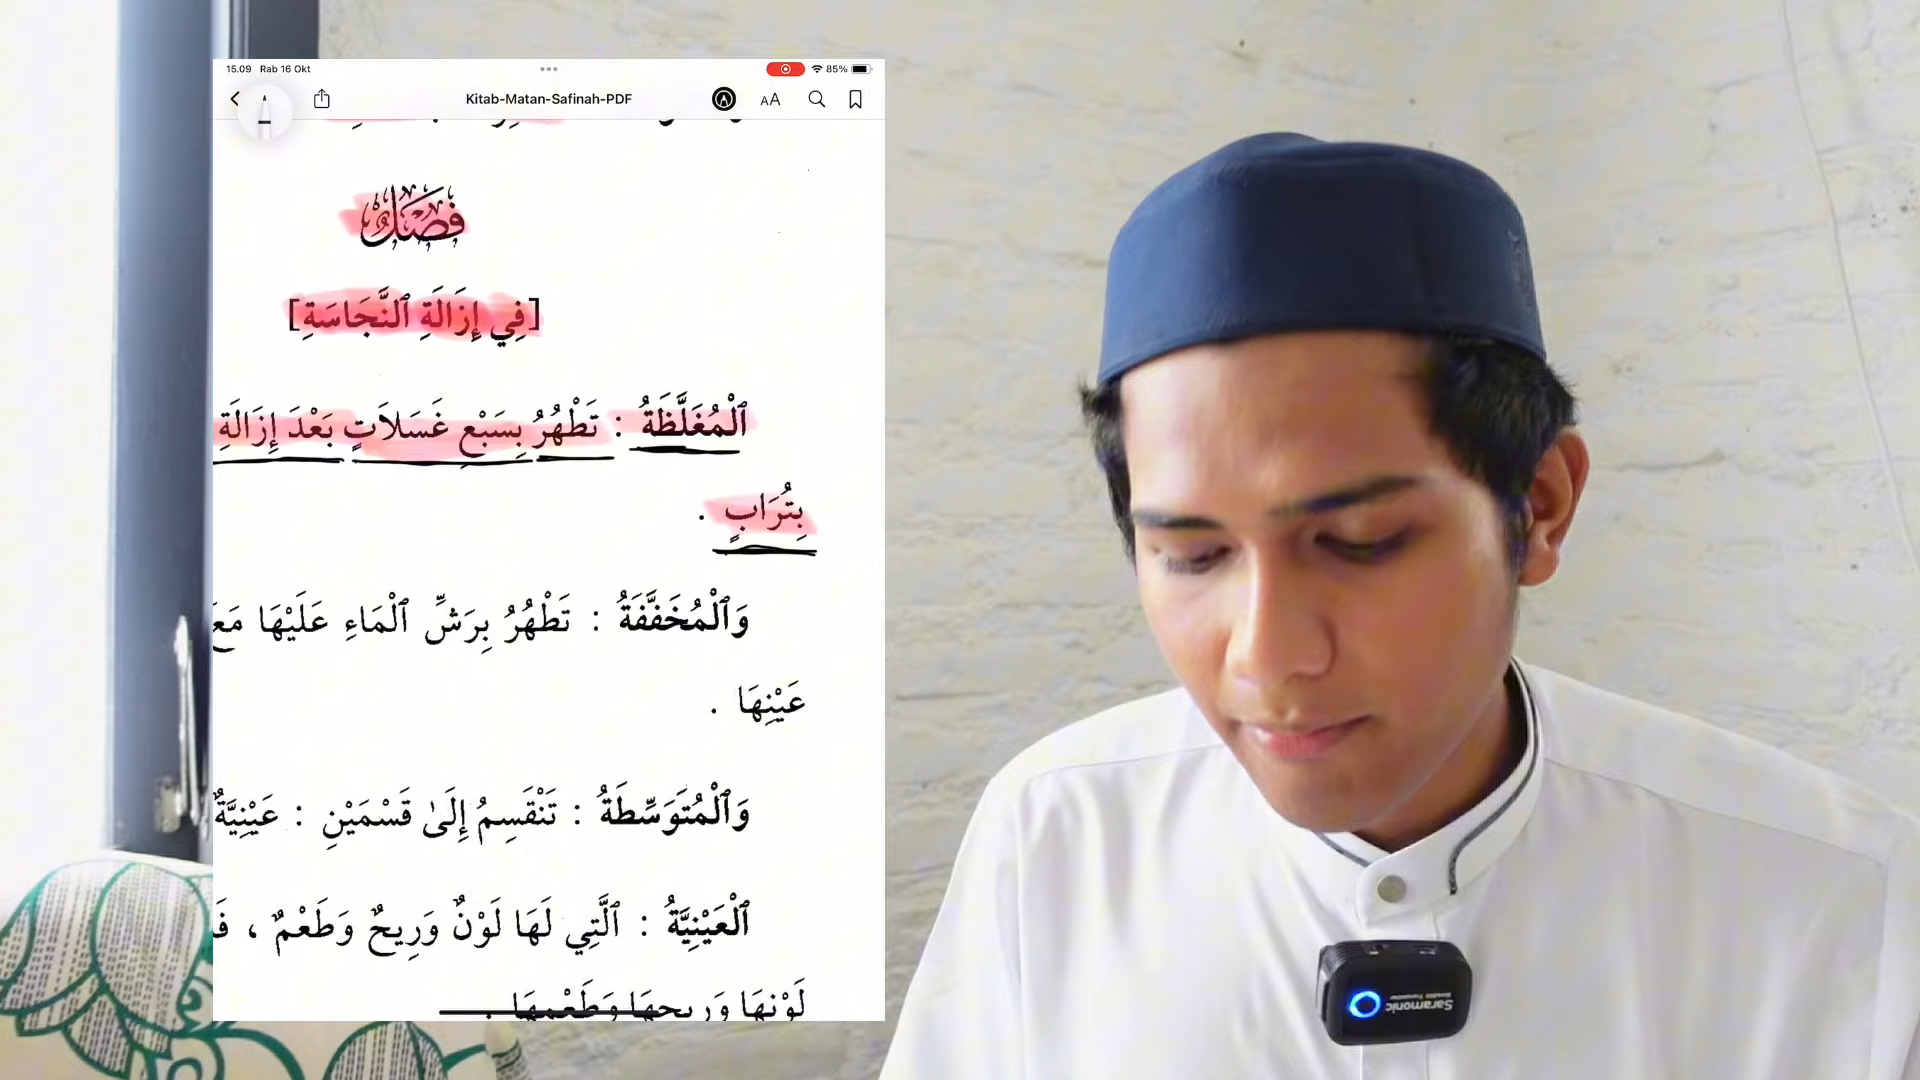 15.09 Rab 16 Okt
85%
Kitab-Matan-Safinah-PDF
AA
فَصْلٌ
[فِي إِزَالَةِ ٱلنَّجَاسَةِ]
ٱلْمُغَلَّظَةُ : تَطْهُرُ بِسَبْعِ غَسَلَاتٍ بَعْدَ إِزَالَةِ
بِتُرَابٍ .
وَٱلْمُخَفَّفَةُ : تَطْهُرُ بِرَشِّ ٱلْمَاءِ عَلَيْهَا مَعَ
عَيْنِهَا .
وَٱلْمُتَوَسِّطَةُ : تَنْقَسِمُ إِلَىٰ قَسْمَيْنِ : عَيْنِيَّةٌ
ٱلْعَيْنِيَّةُ : ٱلَّتِي لَهَا لَوْنٌ وَرِيحٌ وَطَعْمٌ ،
لَوْنِهَا وَرِيحِهَا وَطَعْمِهَا .
Saramonic